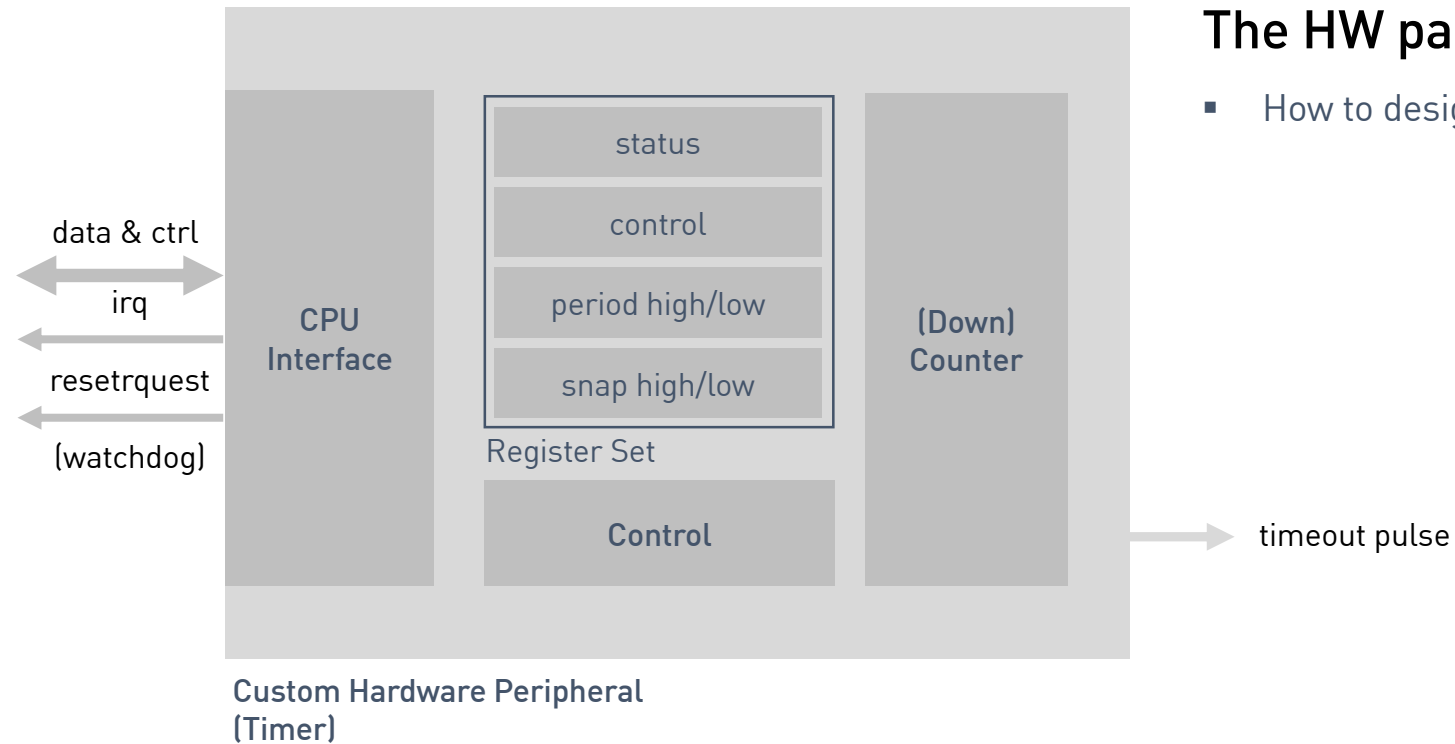 The HW pa
▪ How to desig
status
control
period high/low
snap high/low
Register Set
Control
CPU
Interface
(Down)
Counter
data & ctrl
irq
resetrquest
(watchdog)
timeout pulse
Custom Hardware Peripheral
(Timer)